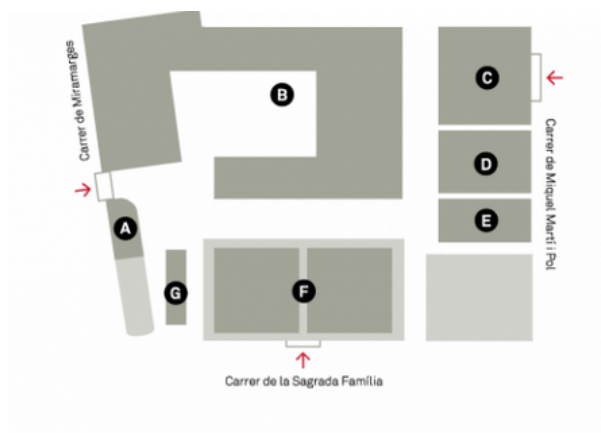 Carrer de Miramarges
B
C
Carrer de Miquel Martí i Pol
D
A
E
G
F
Carrer de la Sagrada Família